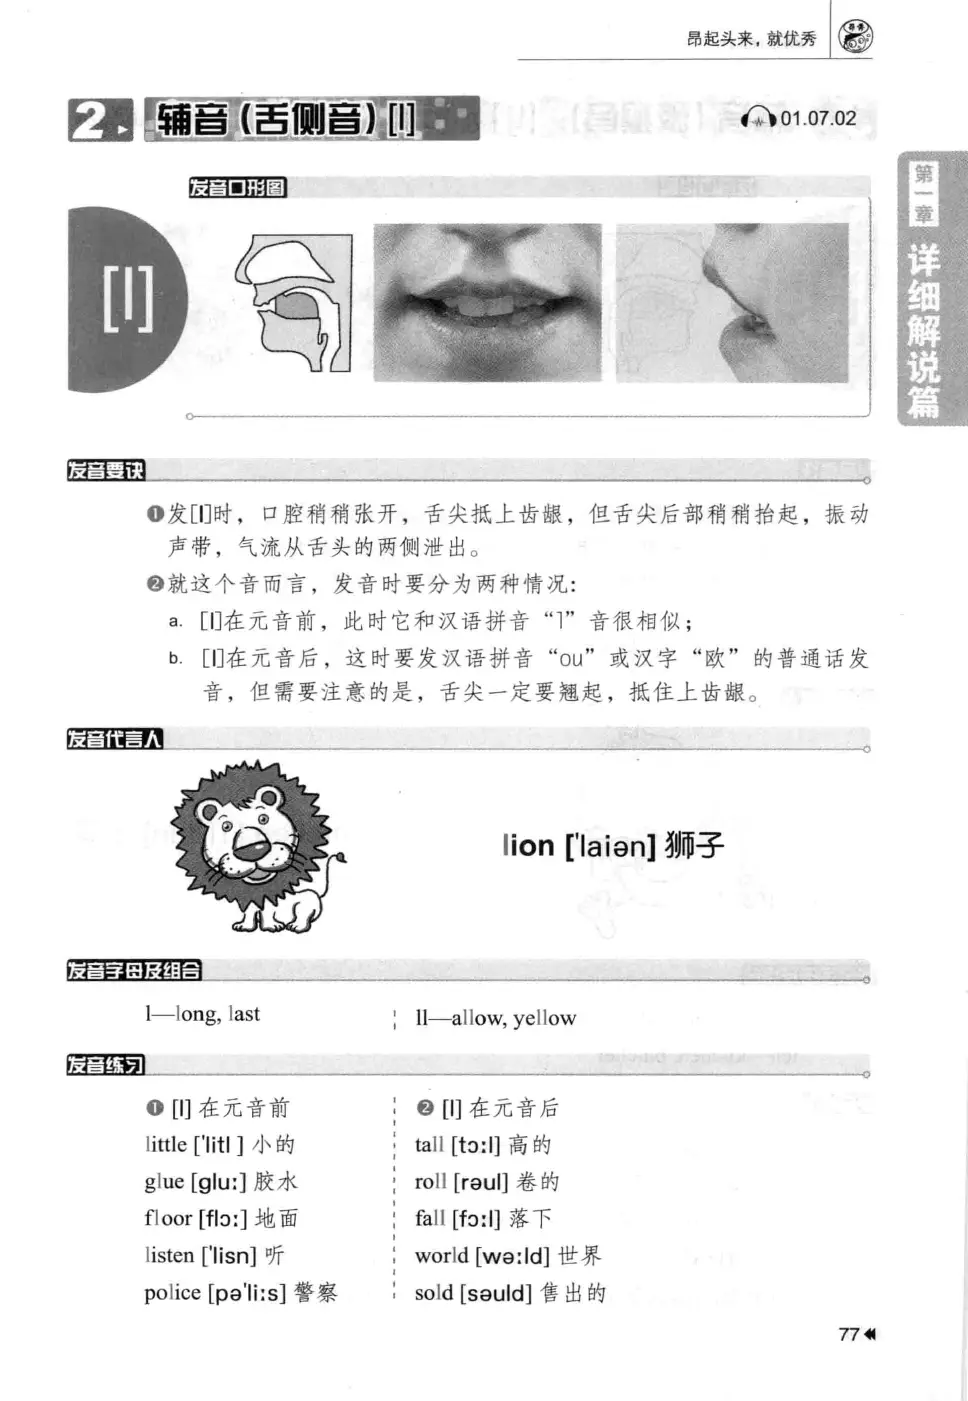 昂起头来，就优秀
2 辅音(舌侧音)[l]
01.07.02
第一章 详细解说篇
发音口形图
[l]
发音要诀
❶发[l]时，口腔稍稍张开，舌尖抵上齿龈，但舌尖后部稍稍抬起，振动
声带，气流从舌头的两侧泄出。
❷就这个音而言，发音时要分为两种情况：
a. [l]在元音前，此时它和汉语拼音“l”音很相似；
b. [l]在元音后，这时要发汉语拼音“ou”或汉字“欧”的普通话发
音，但需要注意的是，舌尖一定要翘起，抵住上齿龈。
发音代言人
lion ['laiən] 狮子
发音字母及组合
l—long, last
ll—allow, yellow
发音练习
❶ [l] 在元音前
little ['litl ] 小的
glue [glu:] 胶水
floor [flɔ:] 地面
listen ['lisn] 听
police [pə'li:s] 警察
❷ [l] 在元音后
tall [tɔ:l] 高的
roll [rəul] 卷的
fall [fɔ:l] 落下
world [wə:ld] 世界
sold [səuld] 售出的
77